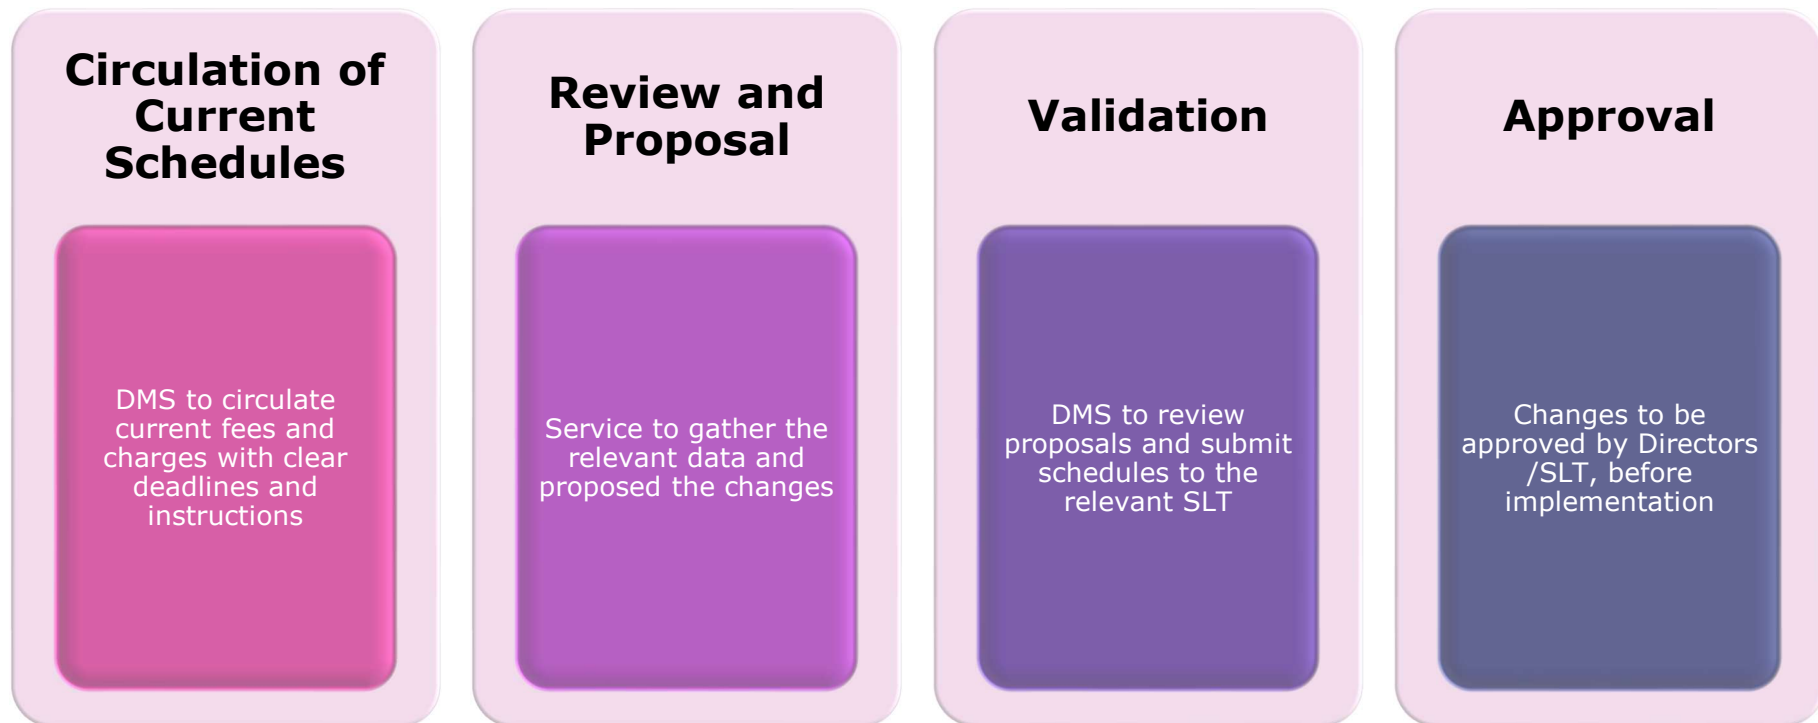 Circulation of
Current
Schedules
DMS to circulate
current fees and
charges with clear
deadlines and
instructions
Review and
Proposal
Service to gather the
relevant data and
proposed the changes
Validation
DMS to review
proposals and submit
schedules to the
relevant SLT
Approval
Changes to be
approved by Directors
/SLT, before
implementation